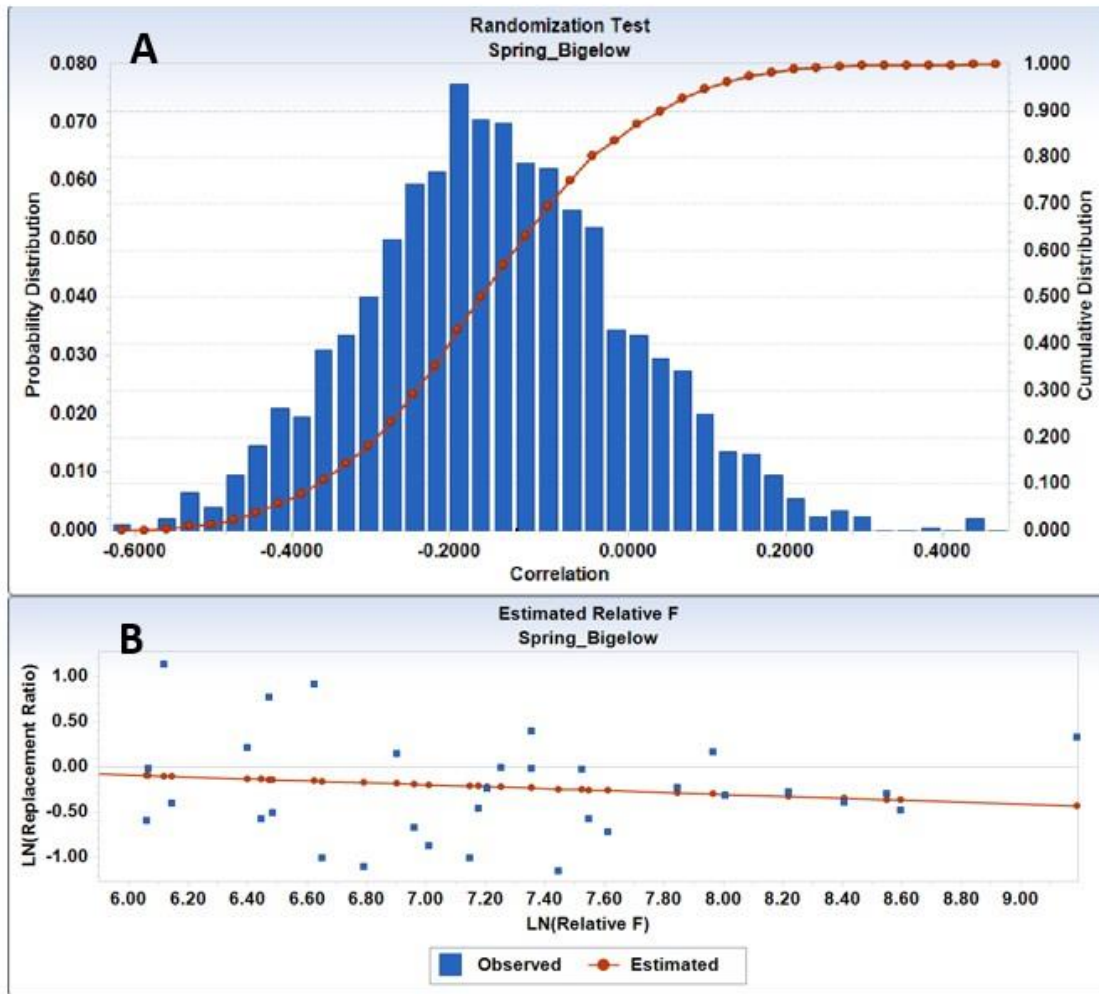 A
Randomization Test
Spring_Bigelow
Probability Distribution
0.080
0.070
0.060
0.050
0.040
0.030
0.020
0.010
0.000
1.000
0.900
0.800
0.700
0.600
0.500
0.400
0.300
0.200
0.100
0.000
Cumulative Distribution
-0.6000 -0.4000 -0.2000 0.0000 0.2000 0.4000
Correlation
B
Estimated Relative F
Spring_Bigelow
LN(Replacement Ratio)
1.00
0.50
0.00
-0.50
-1.00
6.00 6.20 6.40 6.60 6.80 7.00 7.20 7.40 7.60 7.80 8.00 8.20 8.40 8.60 8.80 9.00
LN(Relative F)
Observed Estimated